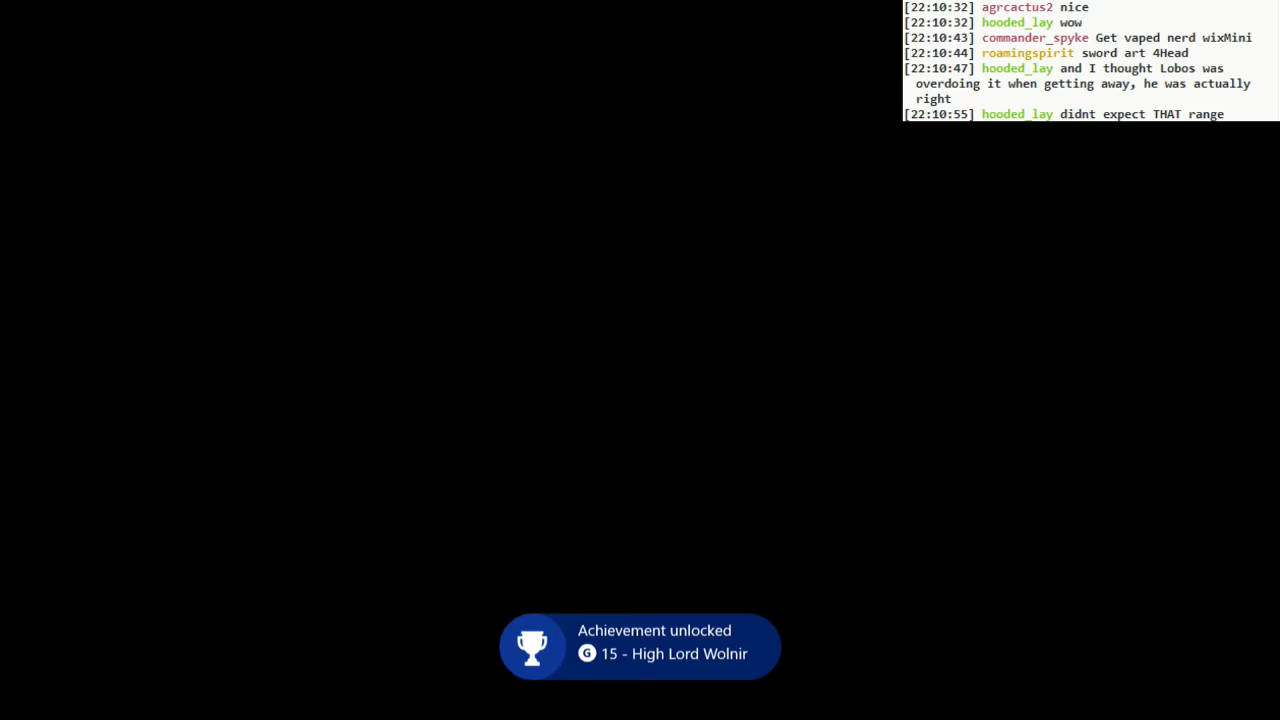 [22:10:32] agrcactus2 nice
[22:10:32] hooded_lay wow
[22:10:43] commander_spyke Get vaped nerd wixMini
[22:10:44] roamingspirit sword art 4Head
[22:10:47] hooded_lay and I thought Lobos was
overdoing it when getting away, he was actually
right
[22:10:55] hooded_lay didnt expect THAT range
Achievement unlocked
G 15 - High Lord Wolnir